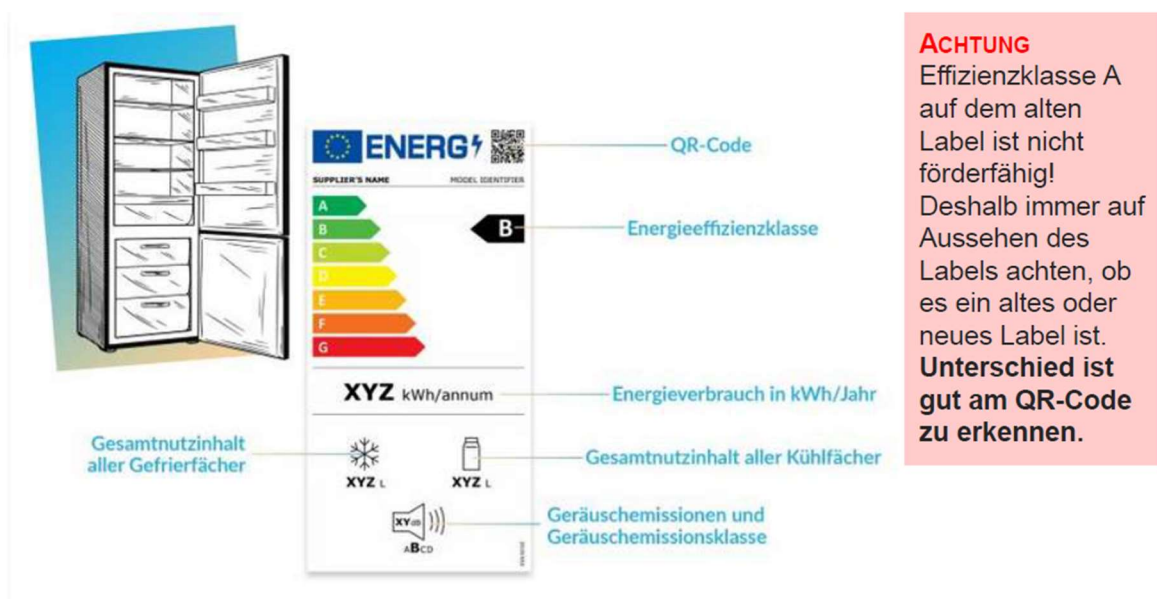 ENERG
QR-Code
SUPPLIER'S NAME MODEL IDENTIFIER
A
B
B
Energieeffizienzklasse
C
D
E
F
G
XYZ kWh/annum
Energieverbrauch in kWh/Jahr
Gesamtnutzinhalt
aller Gefrierfächer
XYZ L
XYZ L
Gesamtnutzinhalt aller Kühlfächer
XY dB
ABCD
Geräuschemissionen und
Geräuschemissionsklasse
ACHTUNG
Effizienzklasse A
auf dem alten
Label ist nicht
förderfähig!
Deshalb immer auf
Aussehen des
Labels achten, ob
es ein altes oder
neues Label ist.
Unterschied ist
gut am QR-Code
zu erkennen.